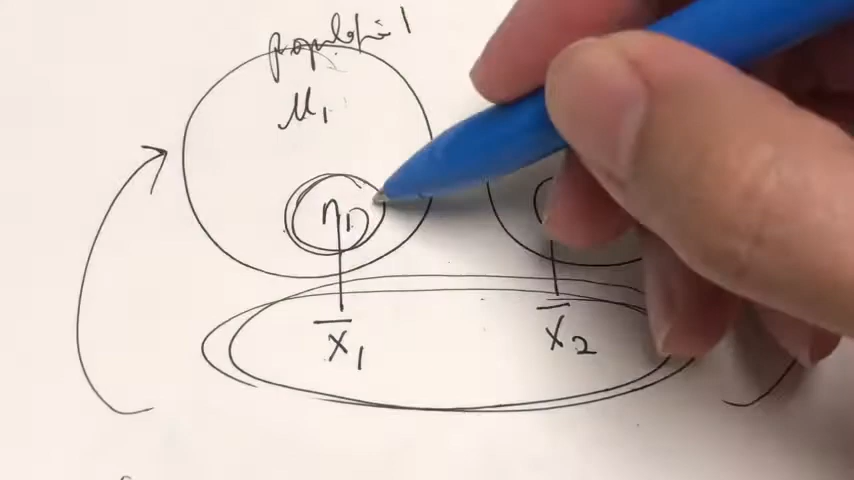 population 1
μ₁
n₁
x̄₁ x̄₂